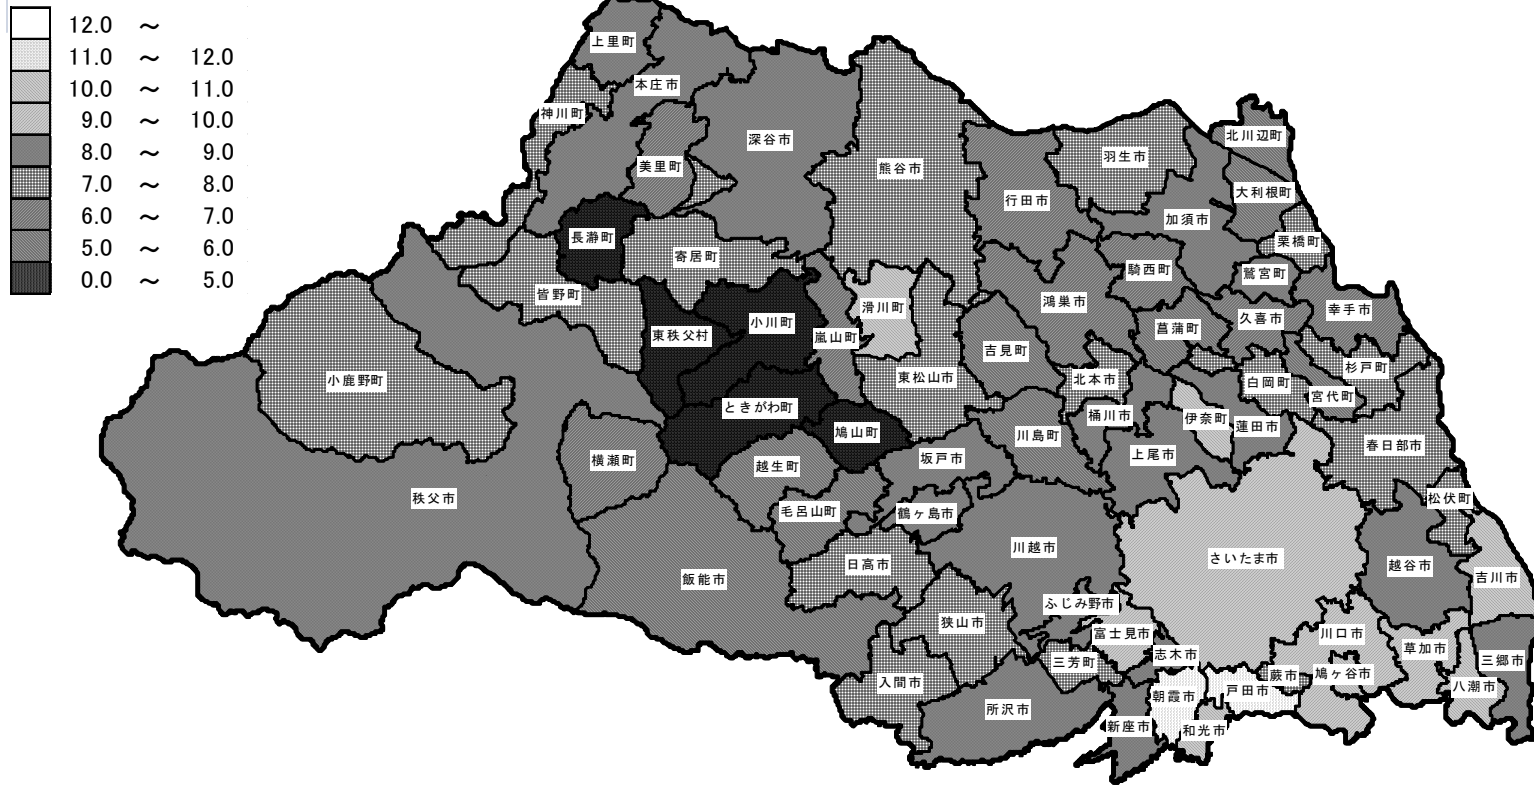 12.0 ～
11.0 ～ 12.0
10.0 ～ 11.0
9.0 ～ 10.0
8.0 ～ 9.0
7.0 ～ 8.0
6.0 ～ 7.0
5.0 ～ 6.0
0.0 ～ 5.0
上里町
本庄市
神川町
深谷市
北川辺町
美里町
熊谷市
羽生市
行田市
大利根町
加須市
長瀞町
寄居町
栗橋町
騎西町
鷲宮町
皆野町
滑川町
鴻巣市
幸手市
小川町
久喜市
東秩父村
嵐山町
菖蒲町
吉見町
杉戸町
小鹿野町
東松山市
北本市
白岡町
宮代町
ときがわ町
桶川市
伊奈町
蓮田市
鳩山町
川島町
春日部市
上尾市
横瀬町
越生町
坂戸市
秩父市
松伏町
毛呂山町
鶴ヶ島市
川越市
さいたま市
日高市
越谷市
飯能市
吉川市
ふじみ野市
狭山市
富士見市
川口市
草加市
志木市
三芳町
三郷市
蕨市
鳩ヶ谷市
入間市
朝霞市
戸田市
八潮市
所沢市
新座市
和光市